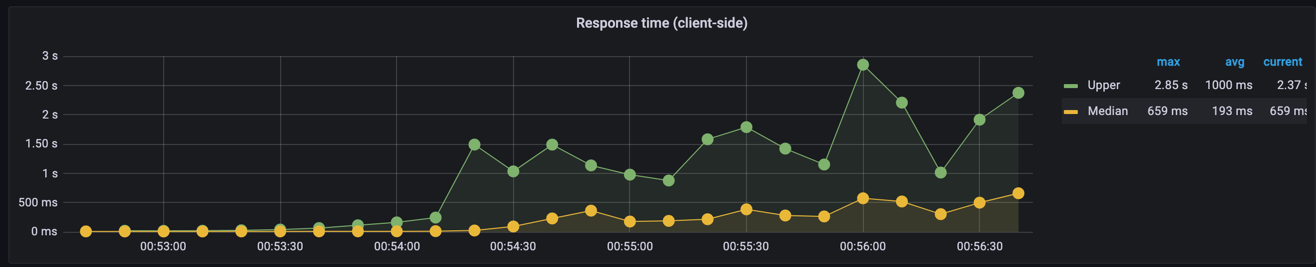 Response time (client-side)
3 s
2.50 s
2 s
1.50 s
1 s
500 ms
0 ms
00:53:00 00:53:30 00:54:00 00:54:30 00:55:00 00:55:30 00:56:00 00:56:30
max avg current
Upper 2.85 s 1000 ms 2.37 s
Median 659 ms 193 ms 659 ms